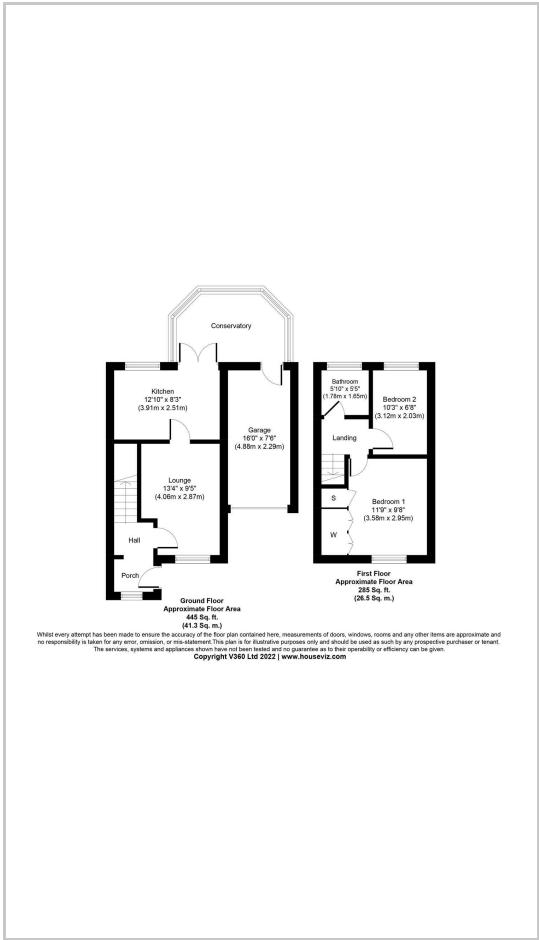 Conservatory
Kitchen
12'10" x 8'3"
(3.91m x 2.51m)
Garage
16'0" x 7'6"
(4.88m x 2.29m)
Lounge
13'4" x 9'5"
(4.06m x 2.87m)
Hall
Porch
Ground Floor
Approximate Floor Area
445 Sq. ft.
(41.3 Sq. m.)
Bathroom
5'10" x 5'5"
(1.78m x 1.65m)
Bedroom 2
10'3" x 6'8"
(3.12m x 2.03m)
Landing
S
Bedroom 1
11'9" x 9'8"
(3.58m x 2.95m)
W
First Floor
Approximate Floor Area
285 Sq. ft.
(26.5 Sq. m.)
Whilst every attempt has been made to ensure the accuracy of the floor plan contained here, measurements of doors, windows, rooms and any other items are approximate and
no responsibility is taken for any error, omission, or mis-statement.This plan is for illustrative purposes only and should be used as such by any prospective purchaser or tenant.
The services, systems and appliances shown have not been tested and no guarantee as to their operability or efficiency can be given.
Copyright V360 Ltd 2022 | www.houseviz.com